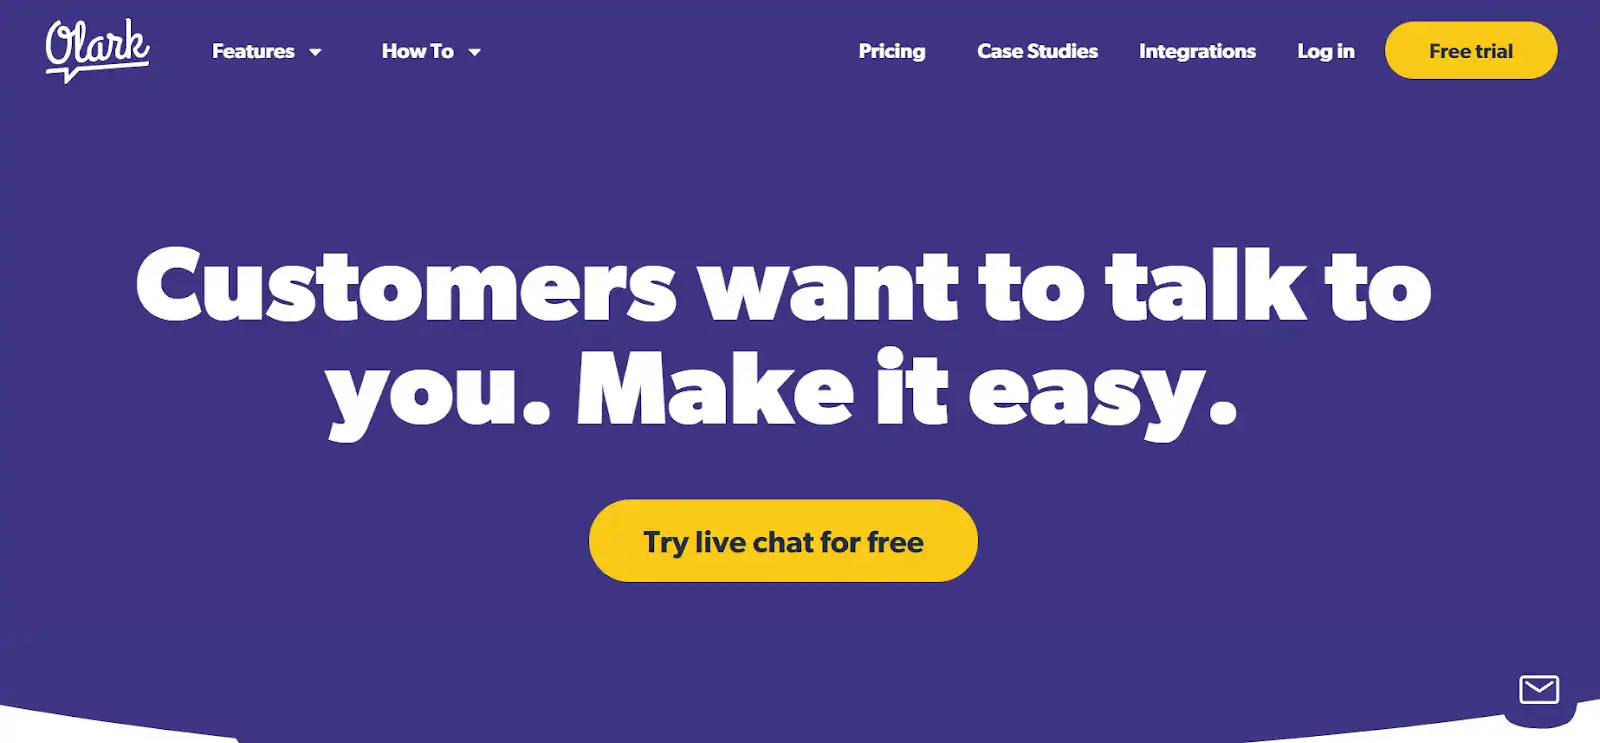 Olark
Features
How To
Pricing
Case Studies
Integrations
Log in
Free trial
Customers want to talk to
you. Make it easy.
Try live chat for free